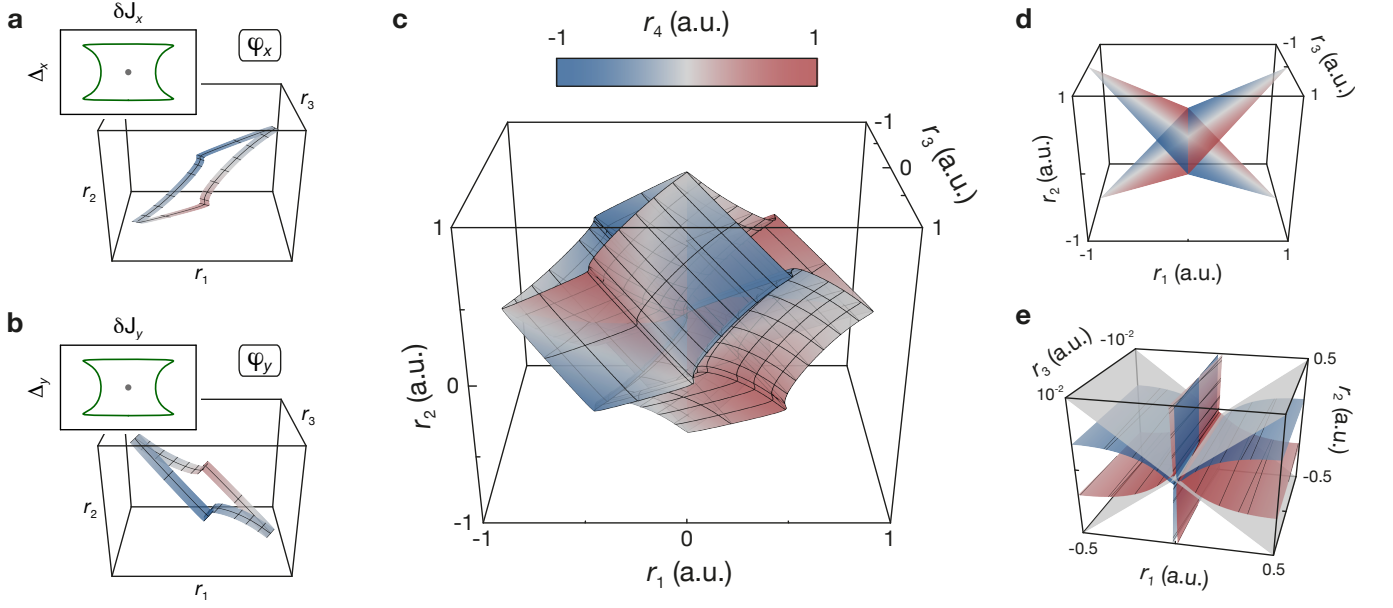 a
δJx
Δx
φx
r3
r2
r1
b
δJy
Δy
φy
r3
r2
r1
c
r4 (a.u.)
-1 1
-1
0
r3 (a.u.)
1 1
0
r2 (a.u.)
-1
-1 0 1
r1 (a.u.)
d
-1
r3 (a.u.)
1 1
r2 (a.u.)
-1
-1 1
r1 (a.u.)
e
-10-2
r3 (a.u.)
10-2
0.5
r2 (a.u.)
-0.5
-0.5
r1 (a.u.)
0.5